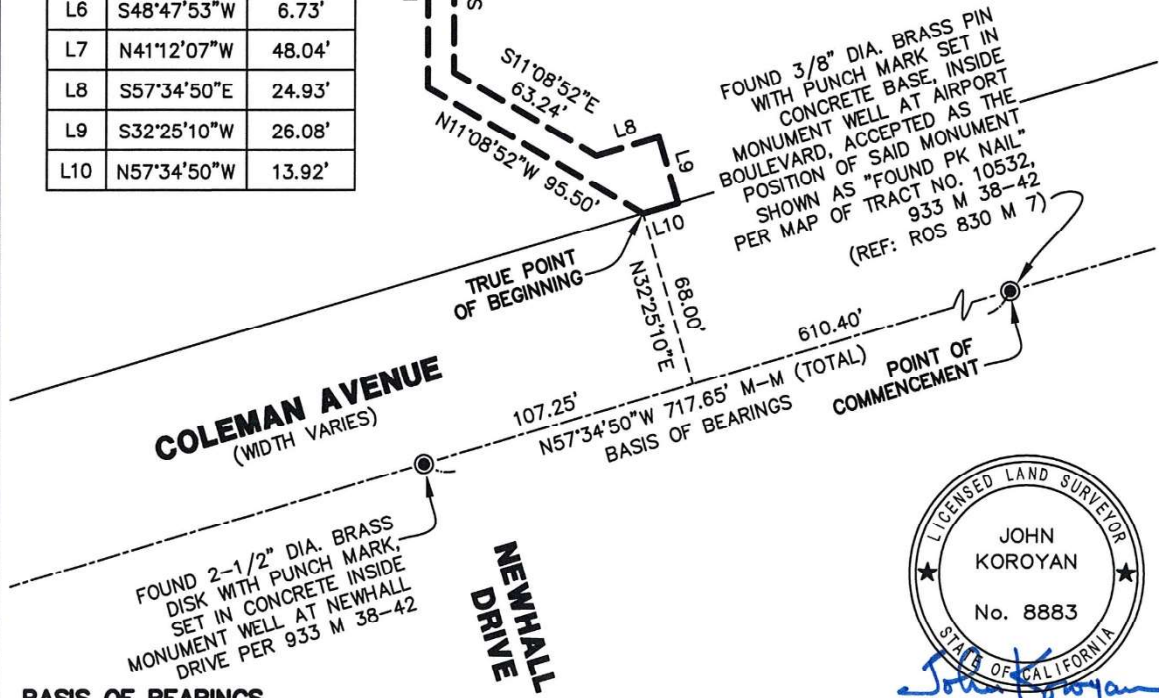 L6 S48°47'53"W 6.73'
L7 N41°12'07"W 48.04'
L8 S57°34'50"E 24.93'
L9 S32°25'10"W 26.08'
L10 N57°34'50"W 13.92'
S
S11°08'52"E
63.24'
N11°08'52"W 95.50'
L8
L9
L10
FOUND 3/8" DIA. BRASS PIN
WITH PUNCH MARK SET IN
CONCRETE BASE, INSIDE
MONUMENT WELL AT AIRPORT
BOULEVARD, ACCEPTED AS THE
POSITION OF SAID MONUMENT
SHOWN AS "FOUND PK NAIL"
PER MAP OF TRACT NO. 10532,
933 M 38-42
(REF: ROS 830 M 7)
TRUE POINT
OF BEGINNING
N32°25'10"E
68.00'
610.40'
POINT OF
COMMENCEMENT
COLEMAN AVENUE
(WIDTH VARIES)
107.25'
N57°34'50"W 717.65' M-M (TOTAL)
BASIS OF BEARINGS
FOUND 2-1/2" DIA. BRASS
DISK WITH PUNCH MARK,
SET IN CONCRETE INSIDE
MONUMENT WELL AT NEWHALL
DRIVE PER 933 M 38-42
NEWHALL
DRIVE
LICENSED LAND SURVEYOR
JOHN
KOROYAN
No. 8883
STATE OF CALIFORNIA
John Koroyan
BASIS OF BEARINGS